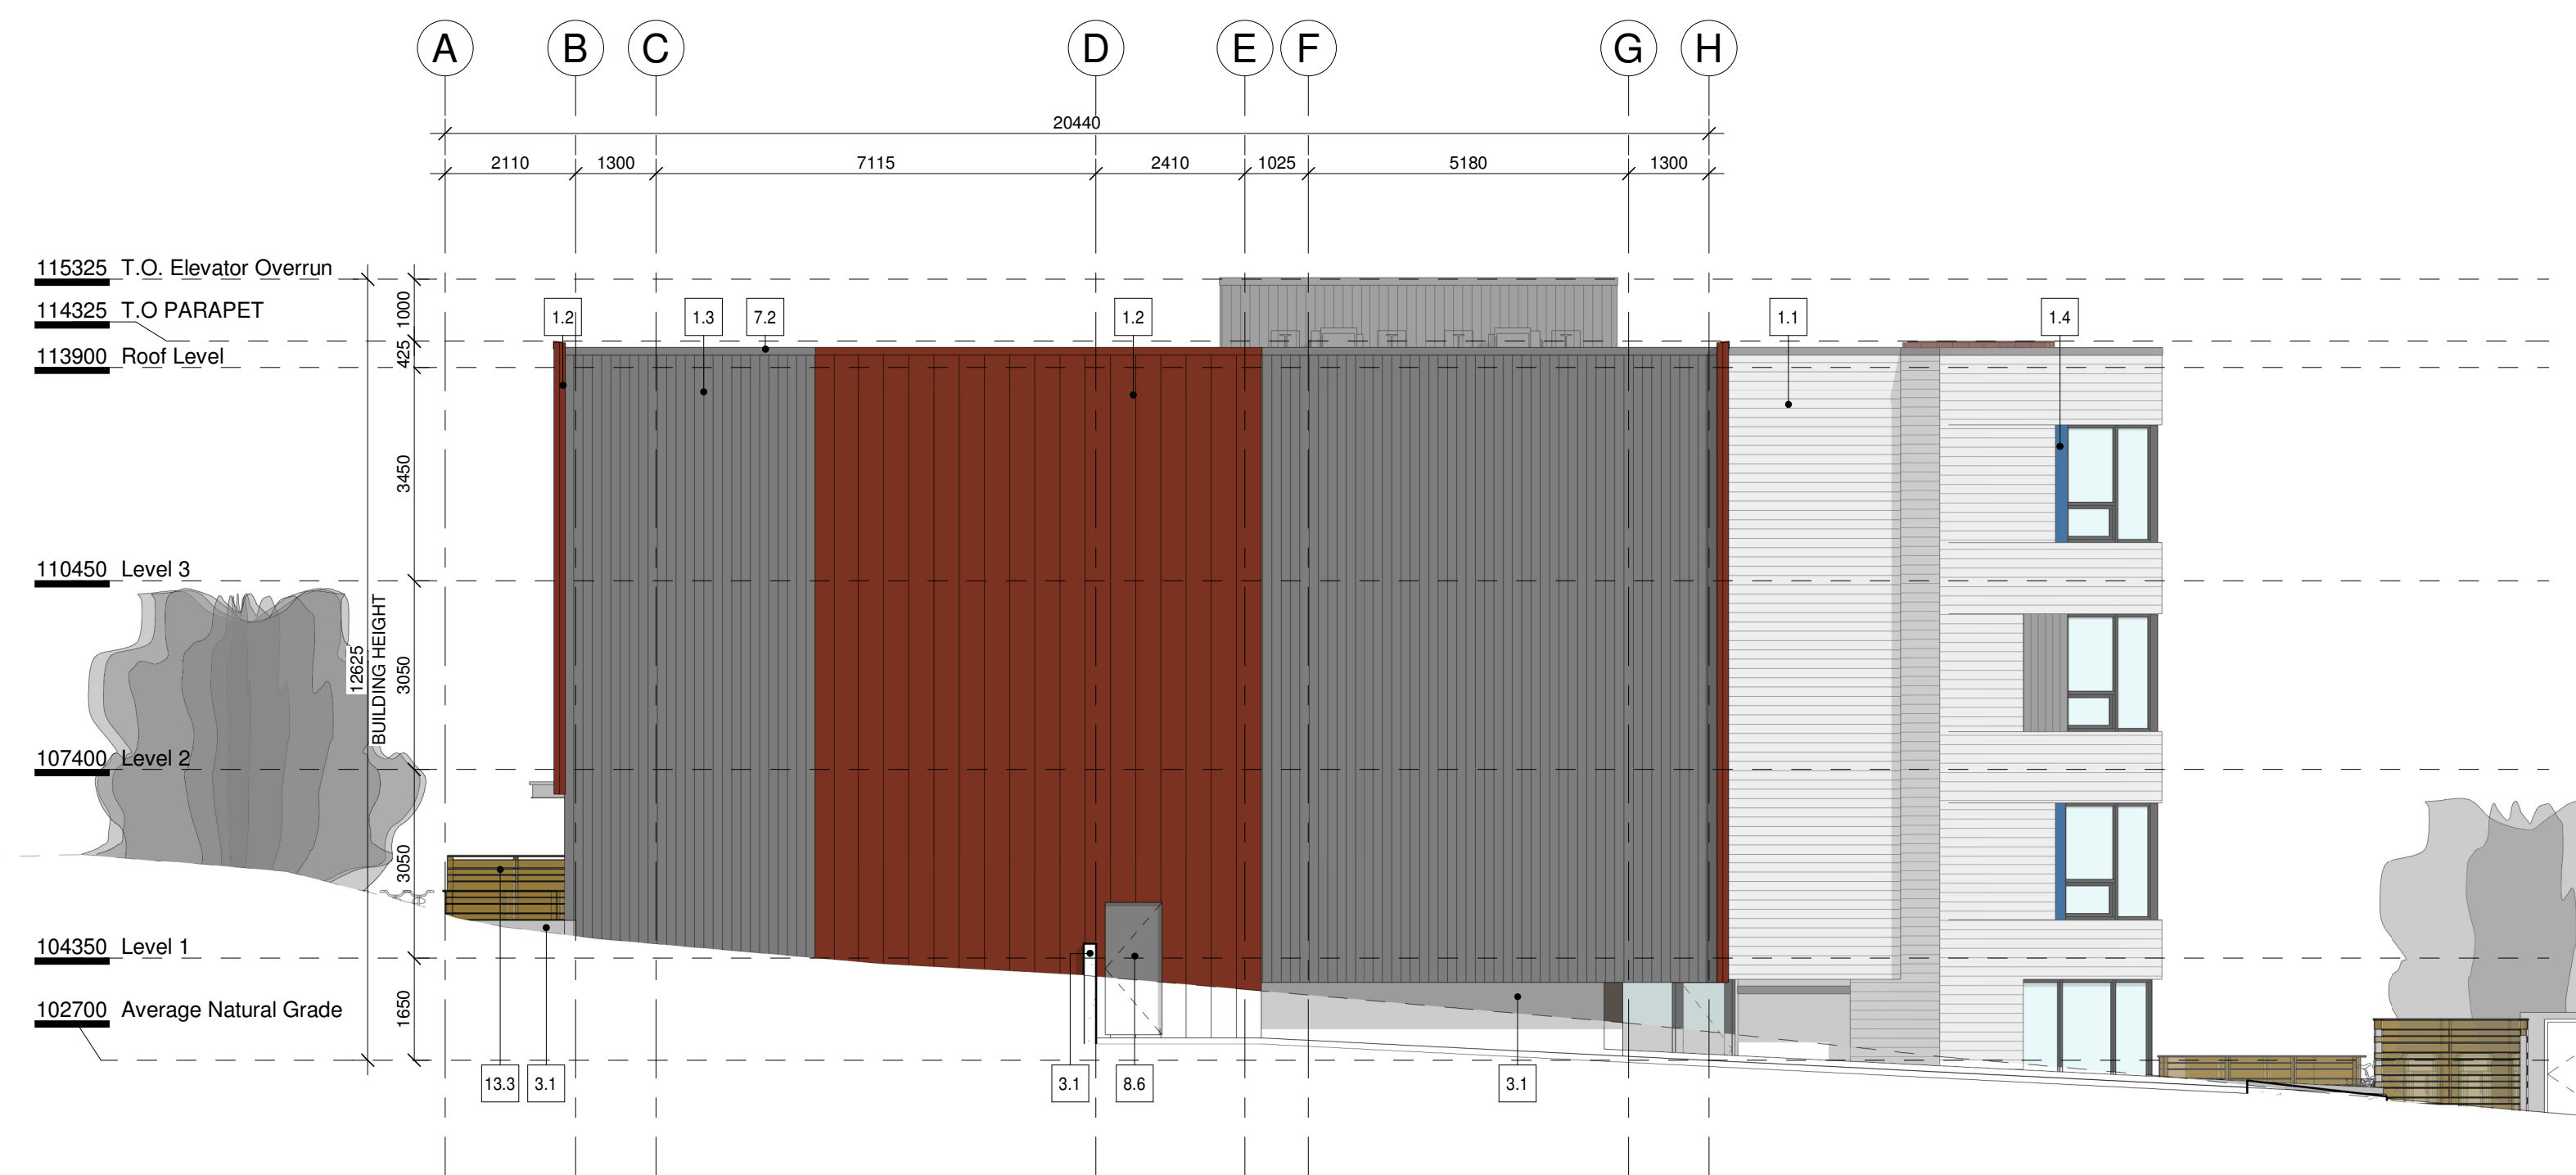 A B C D E F G H
20440
2110 1300 7115 2410 1025 5180 1300
115325 T.O. Elevator Overrun
114325 T.O PARAPET
113900 Roof Level
110450 Level 3
107400 Level 2
104350 Level 1
102700 Average Natural Grade
12625
BUILDING HEIGHT
1000
425
3450
3050
3050
1650
1.2 1.3 7.2 1.2 1.1 1.4
13.3 3.1 3.1 8.6 3.1